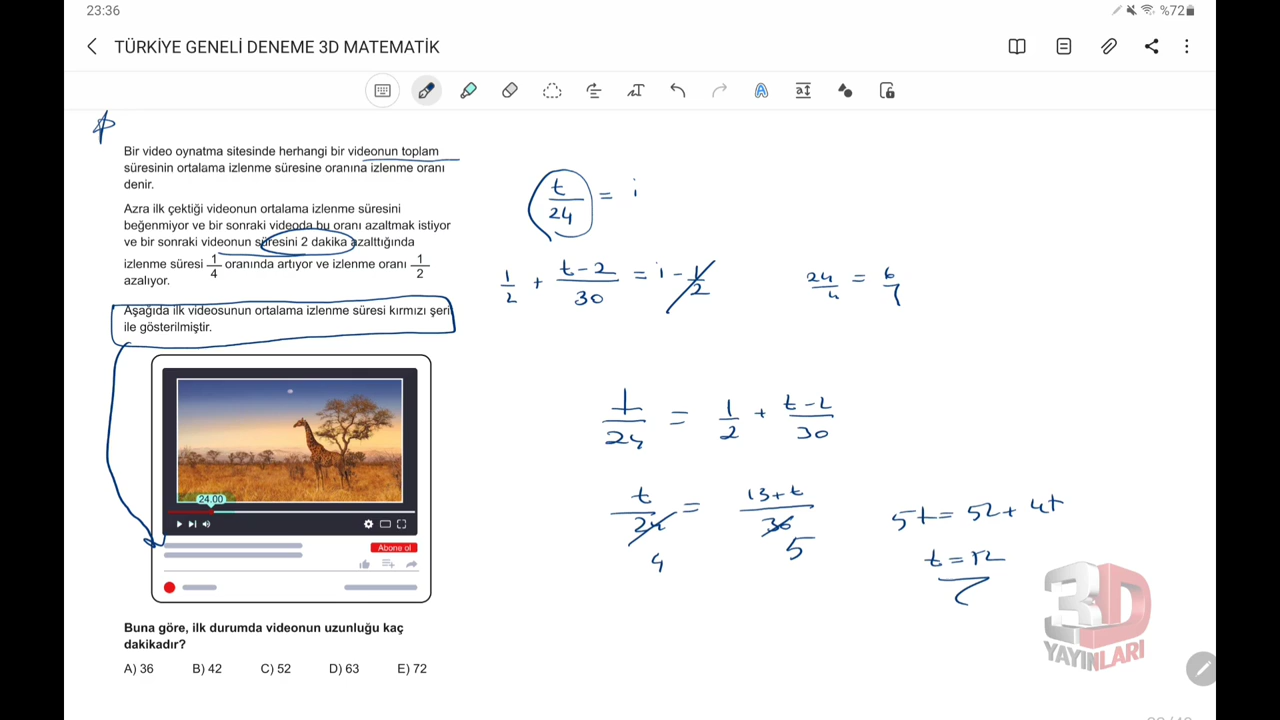 23:36
%72
TÜRKİYE GENELİ DENEME 3D MATEMATİK
Bir video oynatma sitesinde herhangi bir videonun toplam
süresinin ortalama izlenme süresine oranına izlenme oranı
denir.
Azra ilk çektiği videonun ortalama izlenme süresini
beğenmiyor ve bir sonraki videoda bu oranı azaltmak istiyor
ve bir sonraki videonun süresini 2 dakika azalttığında
izlenme süresi 1/4 oranında artıyor ve izlenme oranı 1/2
azalıyor.
Aşağıda ilk videosunun ortalama izlenme süresi kırmızı şerit
ile gösterilmiştir.
24.00
Abone ol
Buna göre, ilk durumda videonun uzunluğu kaç
dakikadır?
A) 36 B) 42 C) 52 D) 63 E) 72
t/24 = i
1/2 + t-2/30 = i - 1/2
24/4 = 6
t/24 = 1/2 + t-2/30
t/24 = 13+t/30
4 5
5t = 52 + 4t
t = 52
3D
YAYINLARI